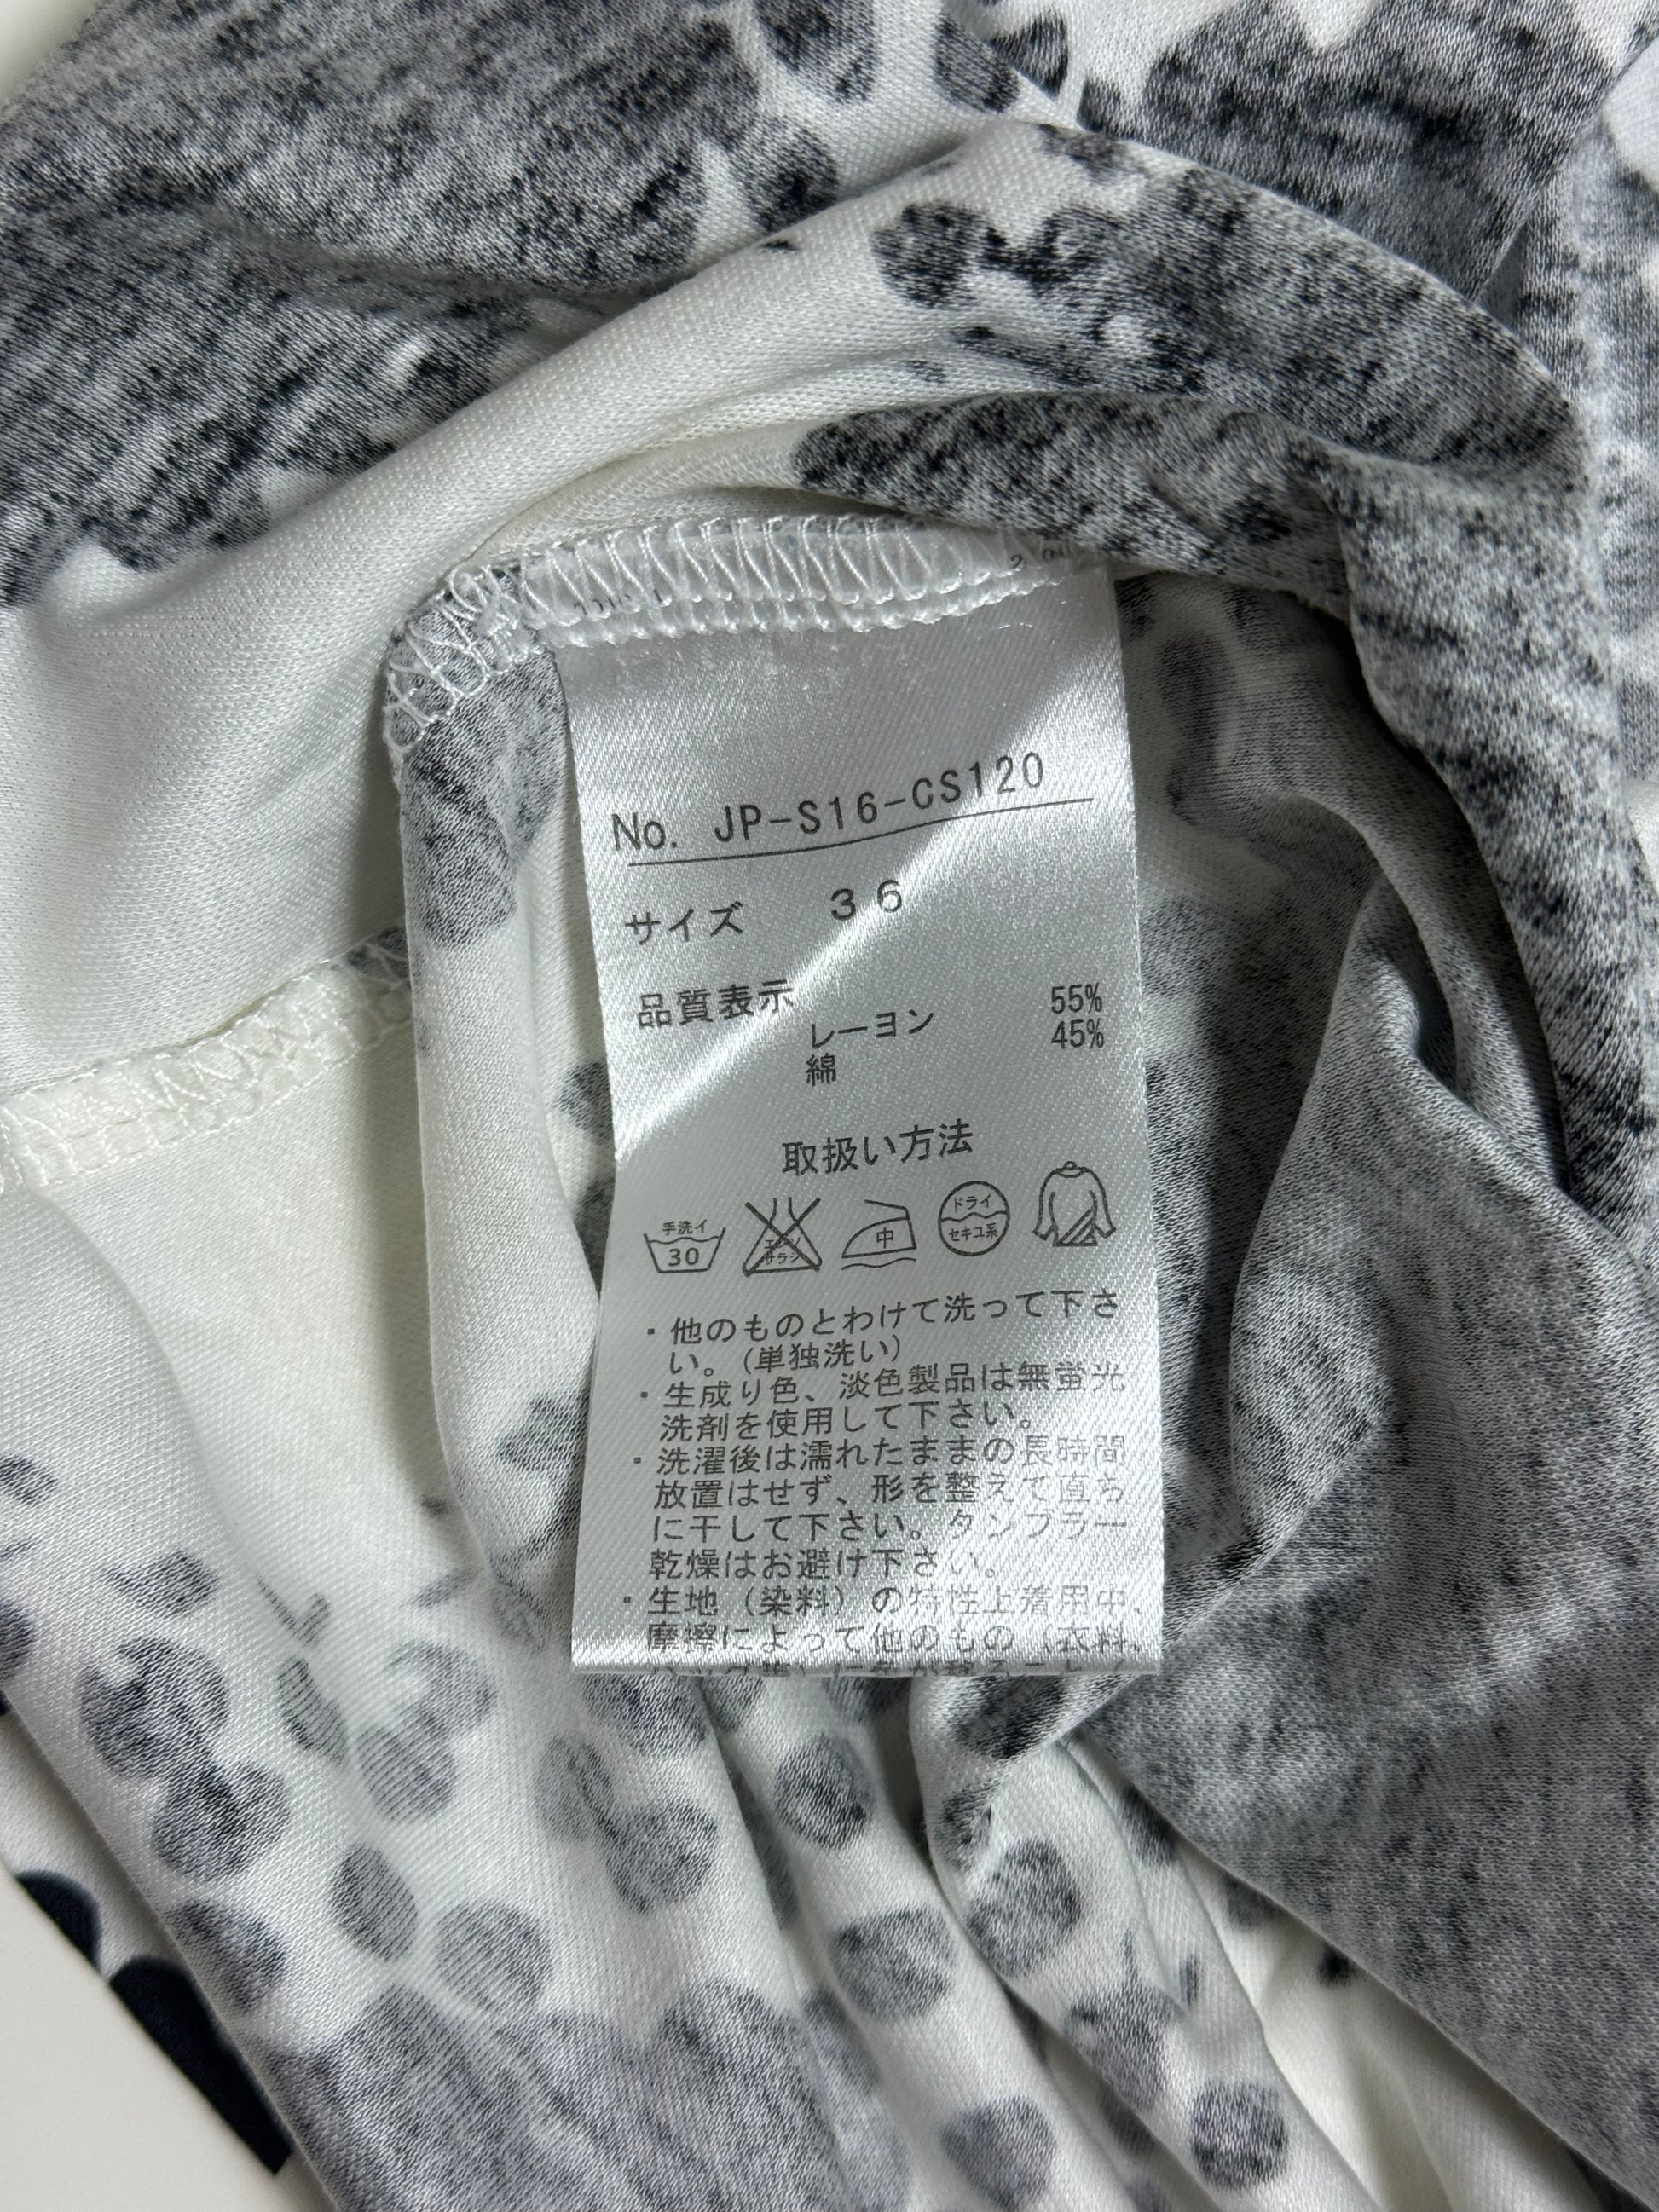 No. JP-S16-CS120
サイズ 36
品質表示
レーヨン 55%
綿 45%
取扱い方法
手洗イ 30
エンソ サラシ
中
ドライ セキユ系
・他のものとわけて洗って下さ
い。(単独洗い)
・生成り色、淡色製品は無蛍光
洗剤を使用して下さい。
・洗濯後は濡れたままの長時間
放置はせず、形を整えて直ち
に干して下さい。タンブラー
乾燥はお避け下さい。
・生地(染料)の特性上着用中
摩擦によって他のもの(衣料、